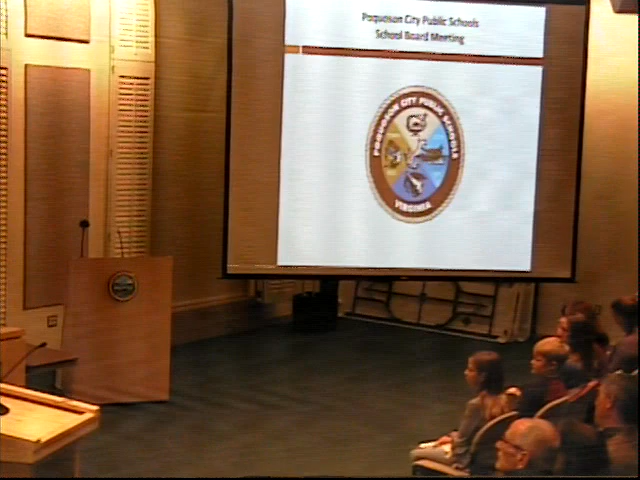 Poquoson City Public Schools
School Board Meeting
POQUOSON CITY PUBLIC SCHOOLS
VIRGINIA